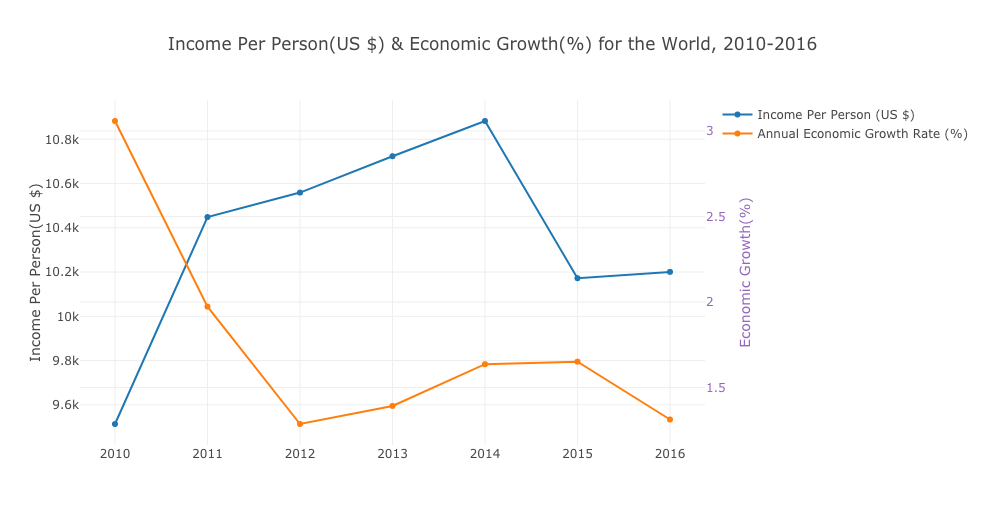 Income Per Person(US $) & Economic Growth(%) for the World, 2010-2016
Income Per Person (US $)
Annual Economic Growth Rate (%)
Income Per Person(US $)
10.8k
10.6k
10.4k
10.2k
10k
9.8k
9.6k
3
2.5
2
1.5
Economic Growth(%)
2010 2011 2012 2013 2014 2015 2016